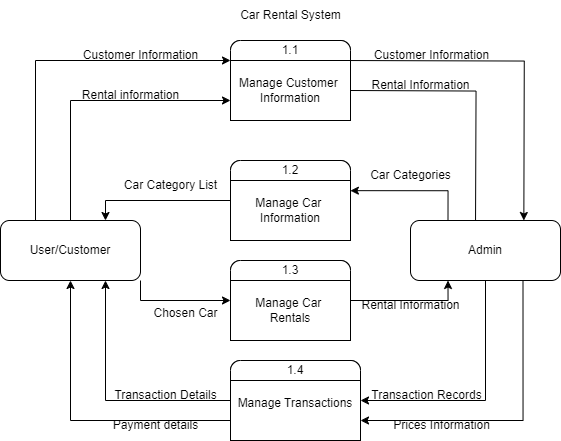 Car Rental System
1.1
Customer Information
Customer Information
Manage Customer
Information
Rental information
Rental Information
1.2
Car Category List
Car Categories
Manage Car
Information
User/Customer
Admin
1.3
Manage Car
Rentals
Chosen Car
Rental Information
1.4
Transaction Details
Manage Transactions
Transaction Records
Payment details
Prices Information